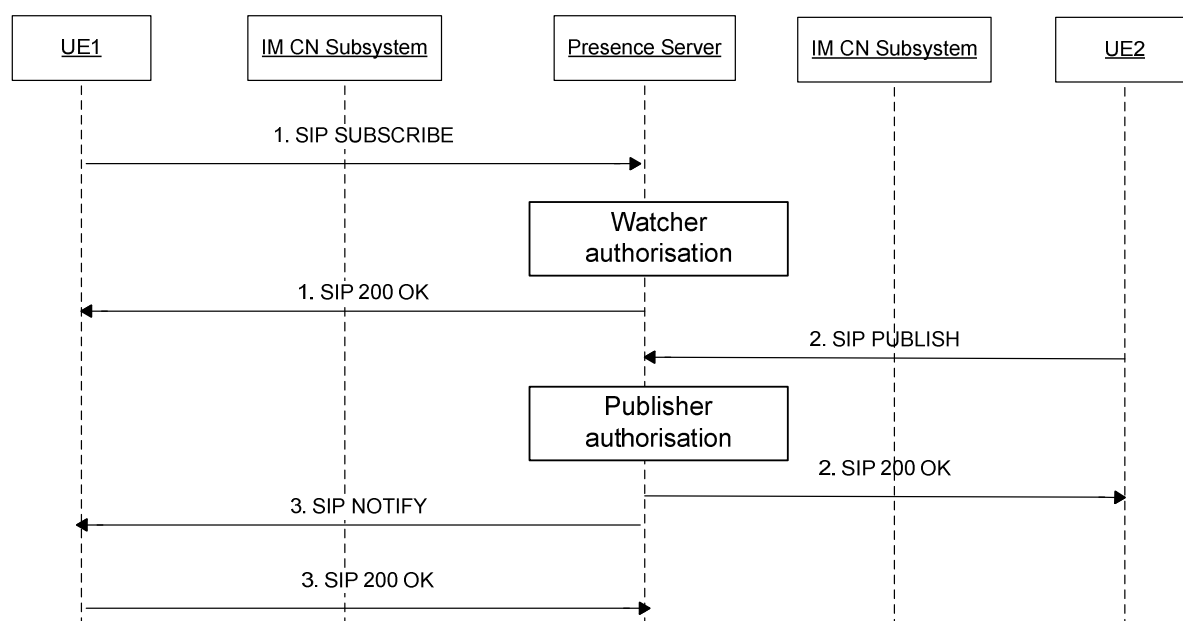 UE1
IM CN Subsystem
Presence Server
IM CN Subsystem
UE2
1. SIP SUBSCRIBE
Watcher
authorisation
1. SIP 200 OK
2. SIP PUBLISH
Publisher
authorisation
2. SIP 200 OK
3. SIP NOTIFY
3. SIP 200 OK